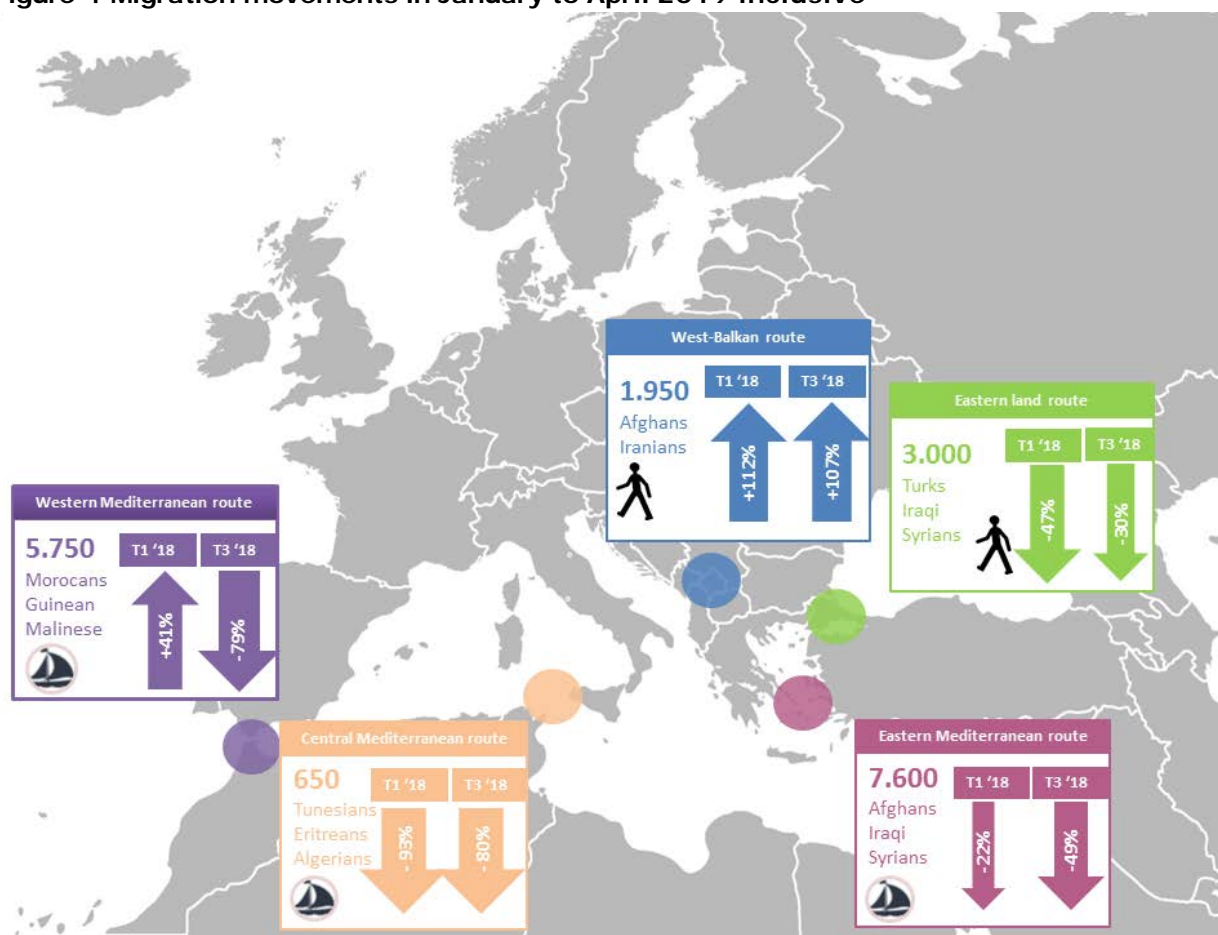 Figure 4 Migration movements in January to April 2019 inclusive
West-Balkan route
1.950
Afghans
Iranians
T1 '18
T3 '18
+112%
+107%
Eastern land route
3.000
Turks
Iraqi
Syrians
T1 '18
T3 '18
-47%
-30%
Western Mediterranean route
5.750
Morocans
Guinean
Malinese
T1 '18
T3 '18
+41%
-79%
Central Mediterranean route
650
Tunesians
Eritreans
Algerians
T1 '18
T3 '18
- 93%
- 80%
Eastern Mediterranean route
7.600
Afghans
Iraqi
Syrians
T1 '18
T3 '18
-22%
-49%